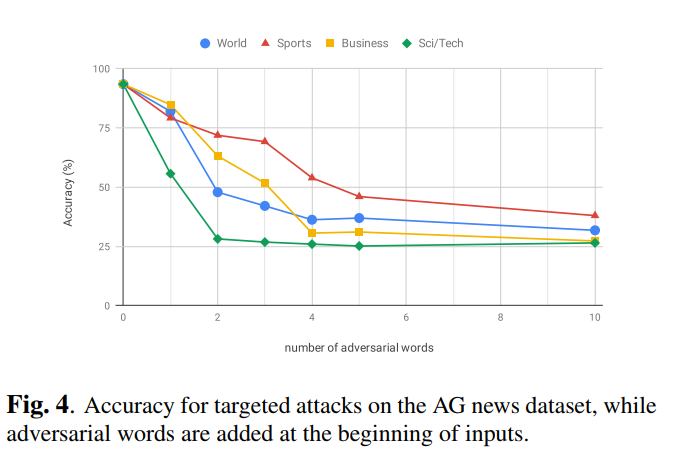 World Sports Business Sci/Tech
100
75
50
25
0
Accuracy (%)
0 2 4 6 8 10
number of adversarial words
Fig. 4. Accuracy for targeted attacks on the AG news dataset, while
adversarial words are added at the beginning of inputs.